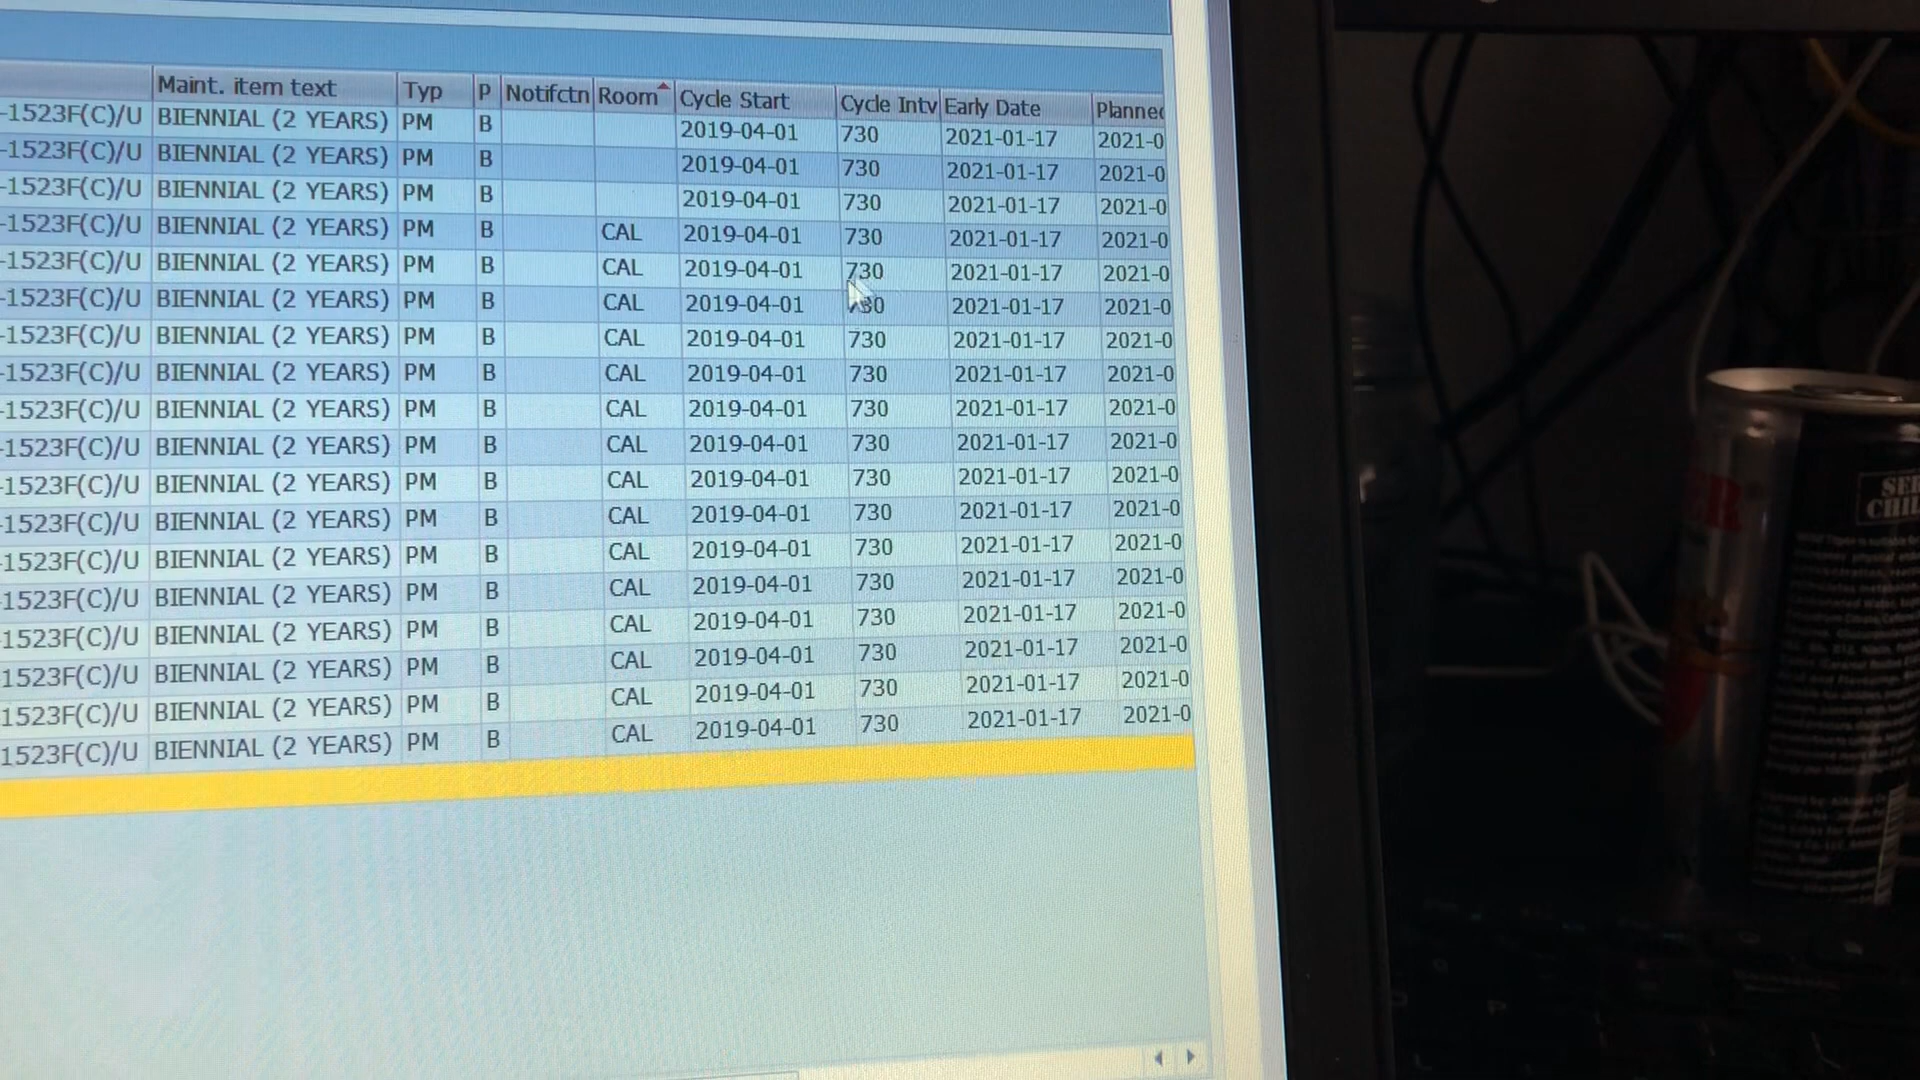 Maint. item text Typ P Notifctn Room Cycle Start Cycle Intv Early Date Planned
-1523F(C)/U BIENNIAL (2 YEARS) PM B 2019-04-01 730 2021-01-17 2021-0
-1523F(C)/U BIENNIAL (2 YEARS) PM B 2019-04-01 730 2021-01-17 2021-0
-1523F(C)/U BIENNIAL (2 YEARS) PM B 2019-04-01 730 2021-01-17 2021-0
-1523F(C)/U BIENNIAL (2 YEARS) PM B CAL 2019-04-01 730 2021-01-17 2021-0
-1523F(C)/U BIENNIAL (2 YEARS) PM B CAL 2019-04-01 730 2021-01-17 2021-0
-1523F(C)/U BIENNIAL (2 YEARS) PM B CAL 2019-04-01 730 2021-01-17 2021-0
-1523F(C)/U BIENNIAL (2 YEARS) PM B CAL 2019-04-01 730 2021-01-17 2021-0
-1523F(C)/U BIENNIAL (2 YEARS) PM B CAL 2019-04-01 730 2021-01-17 2021-0
-1523F(C)/U BIENNIAL (2 YEARS) PM B CAL 2019-04-01 730 2021-01-17 2021-0
-1523F(C)/U BIENNIAL (2 YEARS) PM B CAL 2019-04-01 730 2021-01-17 2021-0
-1523F(C)/U BIENNIAL (2 YEARS) PM B CAL 2019-04-01 730 2021-01-17 2021-0
-1523F(C)/U BIENNIAL (2 YEARS) PM B CAL 2019-04-01 730 2021-01-17 2021-0
-1523F(C)/U BIENNIAL (2 YEARS) PM B CAL 2019-04-01 730 2021-01-17 2021-0
-1523F(C)/U BIENNIAL (2 YEARS) PM B CAL 2019-04-01 730 2021-01-17 2021-0
-1523F(C)/U BIENNIAL (2 YEARS) PM B CAL 2019-04-01 730 2021-01-17 2021-0
1523F(C)/U BIENNIAL (2 YEARS) PM B CAL 2019-04-01 730 2021-01-17 2021-0
1523F(C)/U BIENNIAL (2 YEARS) PM B CAL 2019-04-01 730 2021-01-17 2021-0
1523F(C)/U BIENNIAL (2 YEARS) PM B CAL 2019-04-01 730 2021-01-17 2021-0